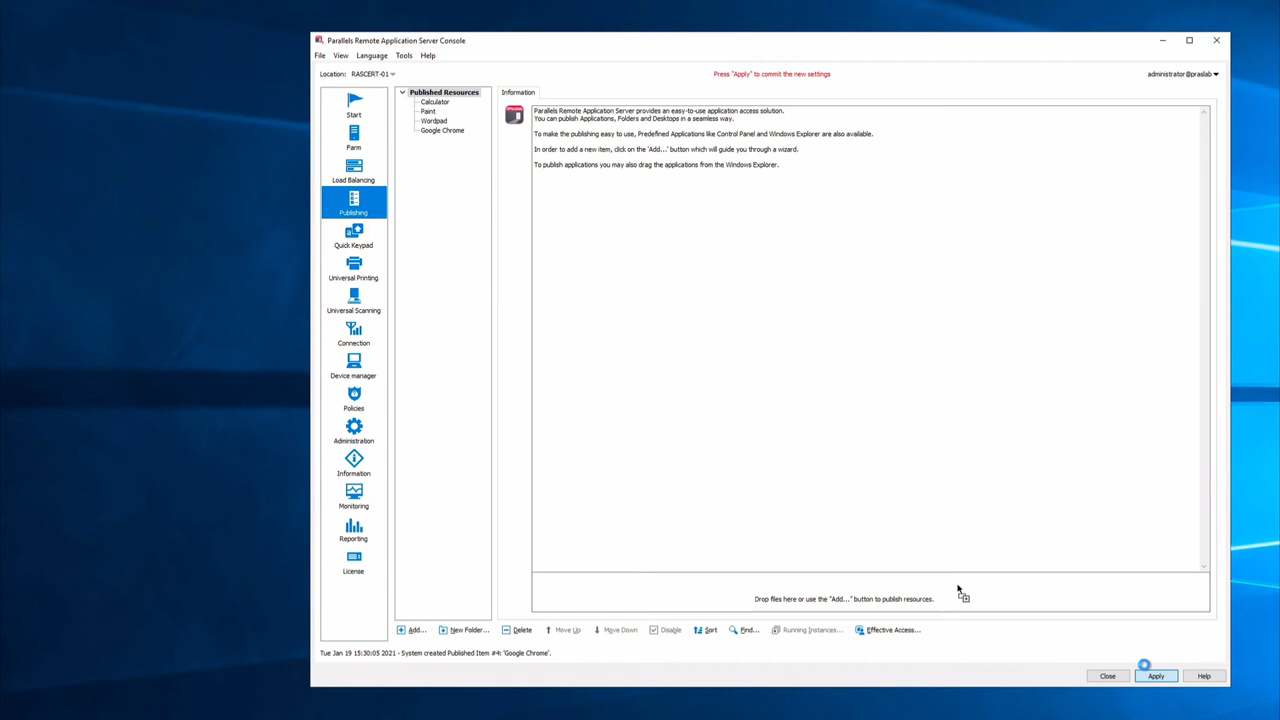 Parallels Remote Application Server Console
File View Language Tools Help
Location: RASCERT-01
Press "Apply" to commit the new settings
administrator@praslab
Start
Farm
Load Balancing
Publishing
Quick Keypad
Universal Printing
Universal Scanning
Connection
Device manager
Policies
Administration
Information
Monitoring
Reporting
License
Published Resources
Calculator
Paint
Wordpad
Google Chrome
Information
Parallels Remote Application Server provides an easy-to-use application access solution.
You can publish Applications, Folders and Desktops in a seamless way.
To make the publishing easy to use, Predefined Applications like Control Panel and Windows Explorer are also available.
In order to add a new item, click on the 'Add...' button which will guide you through a wizard.
To publish applications you may also drag the applications from the Windows Explorer.
Drop files here or use the "Add..." button to publish resources.
Add... New Folder... Delete Move Up Move Down Disable Sort Find... Running Instances... Effective Access...
Tue Jan 19 15:30:05 2021 - System created Published Item #4: 'Google Chrome'.
Close Apply Help